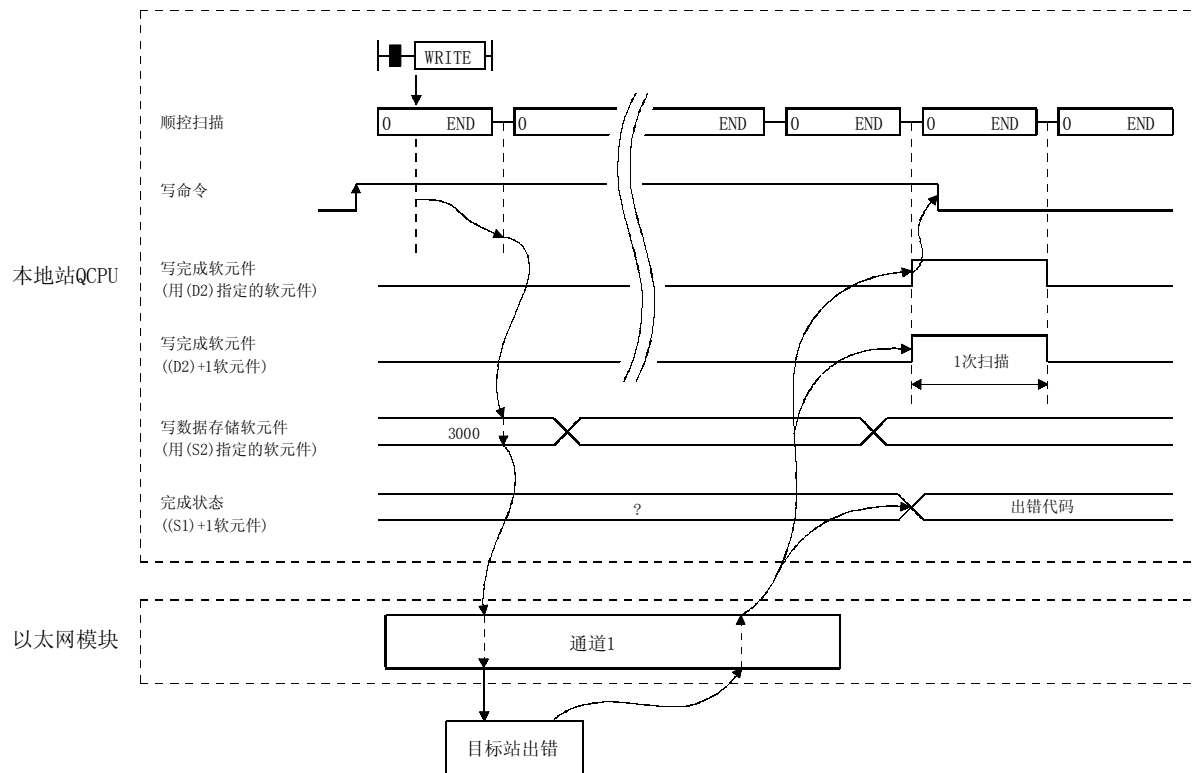 WRITE
顺控扫描
0 END 0 END 0 END 0 END 0 END
写命令
本地站QCPU
写完成软元件
(用(D2)指定的软元件)
写完成软元件
((D2)+1软元件)
1次扫描
写数据存储软元件
(用(S2)指定的软元件)
3000
完成状态
((S1)+1软元件)
?
出错代码
以太网模块
通道1
目标站出错